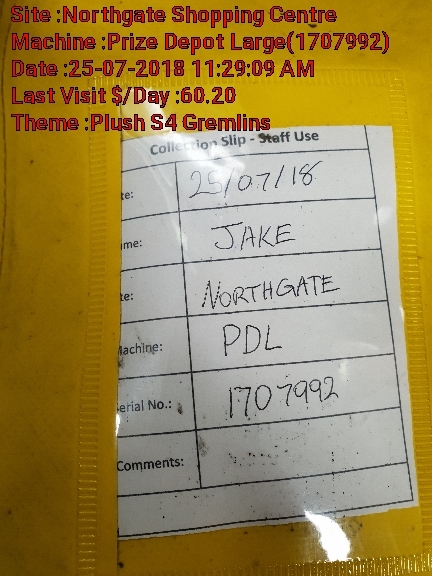 Site :Northgate Shopping Centre
Machine :Prize Depot Large(1707992)
Date :25-07-2018 11:29:09 AM
Last Visit $/Day :60.20
Theme :Plush S4 Gremlins
Collection Slip - Staff Use
te: 25/07/18
me: JAKE
te: NORTHGATE
Machine: PDL
erial No.: 1707992
Comments: